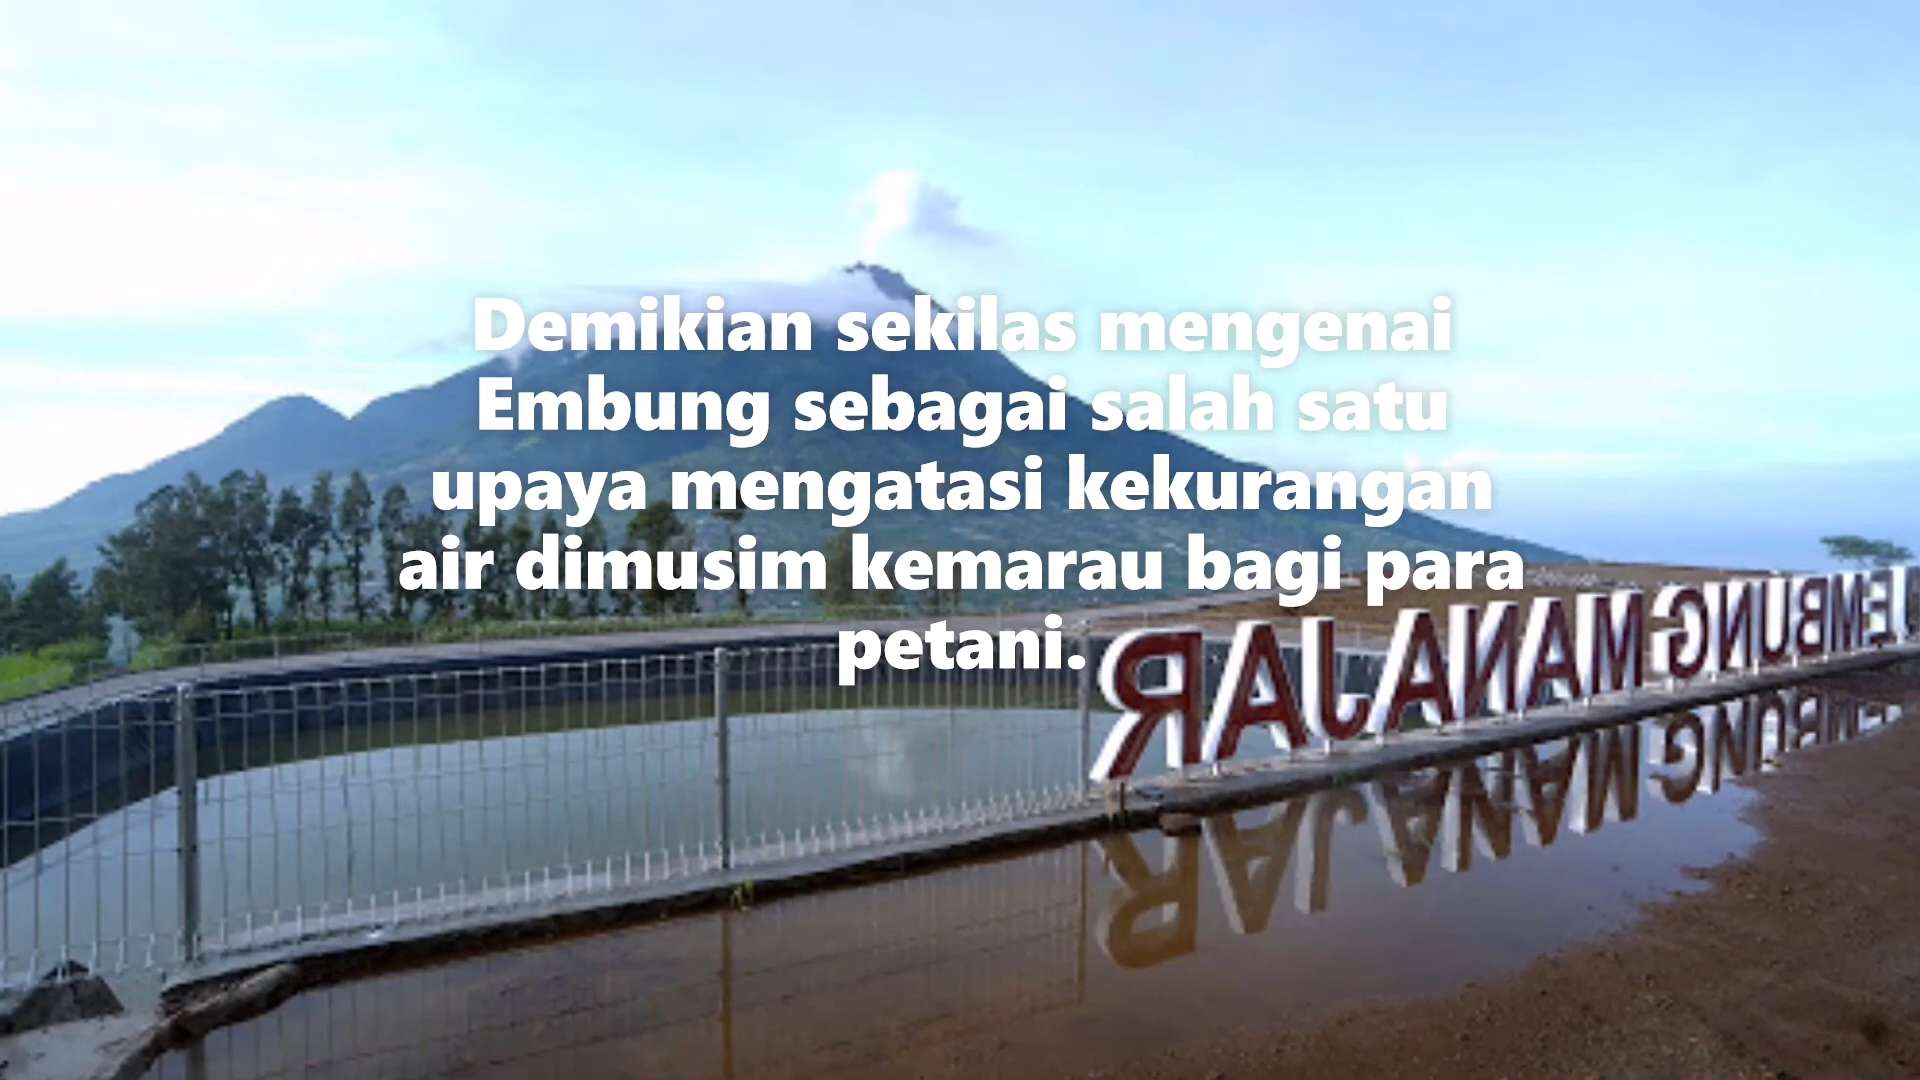 Demikian sekilas mengenai
Embung sebagai salah satu
upaya mengatasi kekurangan
air dimusim kemarau bagi para
petani.
EMBUNG MANAJAR